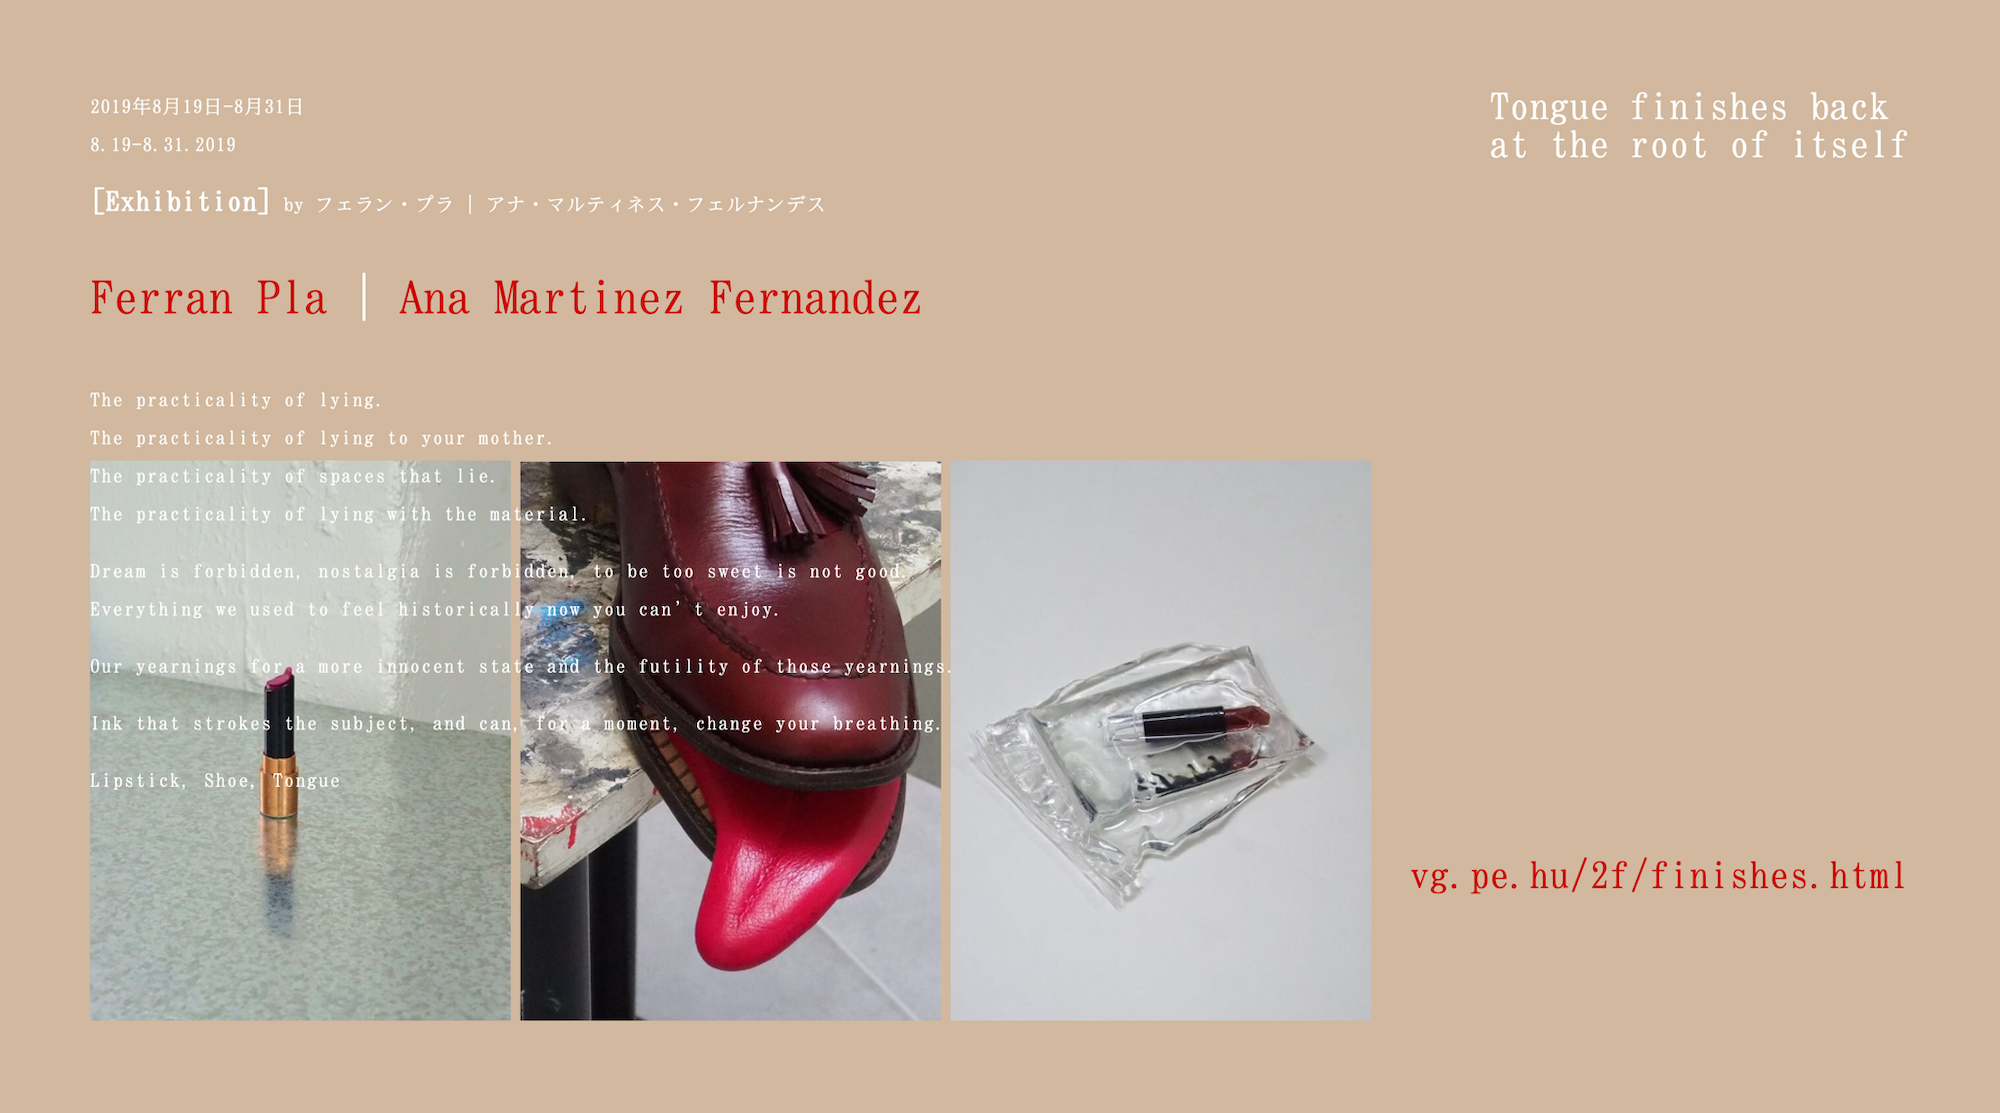 2019年8月19日-8月31日
8.19-8.31.2019
[Exhibition] by フェラン・プラ | アナ・マルティネス・フェルナンデス
Ferran Pla | Ana Martinez Fernandez
Tongue finishes back
at the root of itself
The practicality of lying.
The practicality of lying to your mother.
The practicality of spaces that lie.
The practicality of lying with the material.
Dream is forbidden, nostalgia is forbidden, to be too sweet is not good.
Everything we used to feel historically now you can't enjoy.
Our yearnings for a more innocent state and the futility of those yearnings.
Ink that strokes the subject, and can, for a moment, change your breathing.
Lipstick, Shoe, Tongue
vg.pe.hu/2f/finishes.html